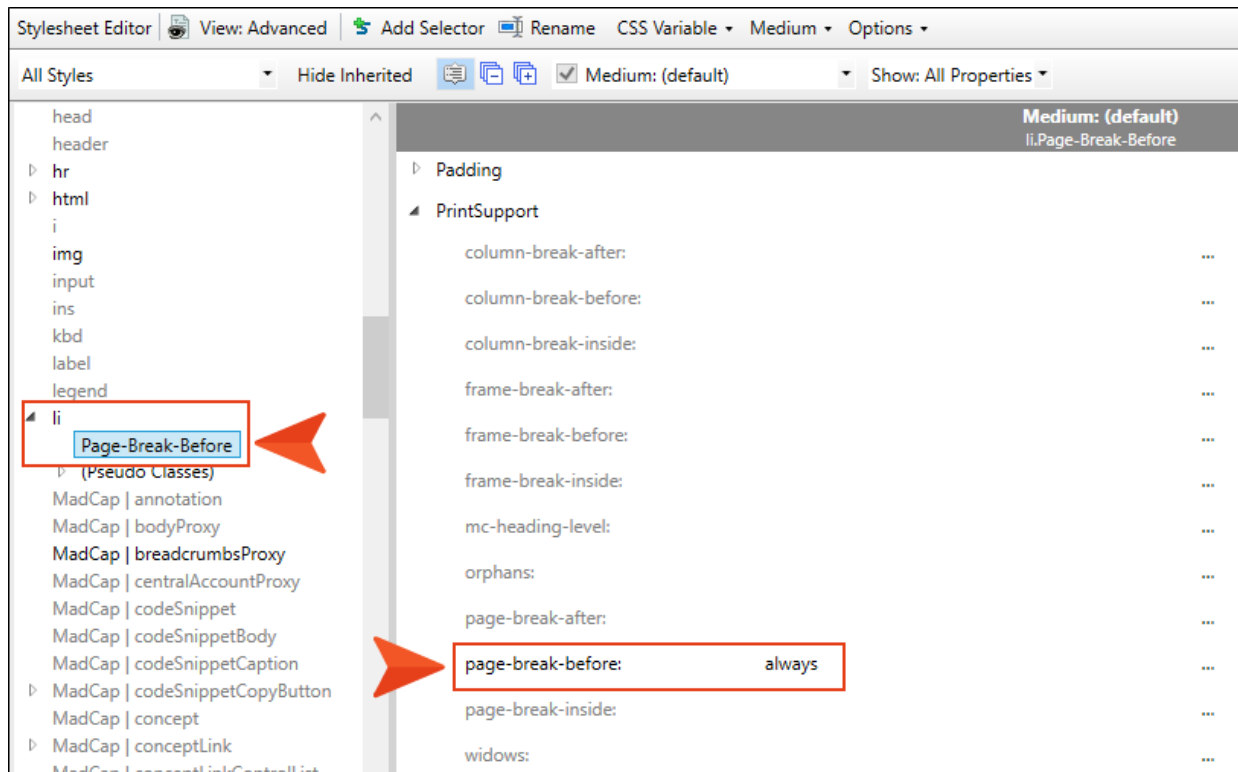 Stylesheet Editor View: Advanced Add Selector Rename CSS Variable Medium Options
All Styles Hide Inherited Medium: (default) Show: All Properties
head
header
hr
html
i
img
input
ins
kbd
label
legend
li
Page-Break-Before
(Pseudo Classes)
MadCap | annotation
MadCap | bodyProxy
MadCap | breadcrumbsProxy
MadCap | centralAccountProxy
MadCap | codeSnippet
MadCap | codeSnippetBody
MadCap | codeSnippetCaption
MadCap | codeSnippetCopyButton
MadCap | concept
MadCap | conceptLink
MadCap | conceptLinkControlList
Medium: (default)
li.Page-Break-Before
Padding
PrintSupport
column-break-after: ...
column-break-before: ...
column-break-inside: ...
frame-break-after: ...
frame-break-before: ...
frame-break-inside: ...
mc-heading-level: ...
orphans: ...
page-break-after: ...
page-break-before: always ...
page-break-inside: ...
widows: ...